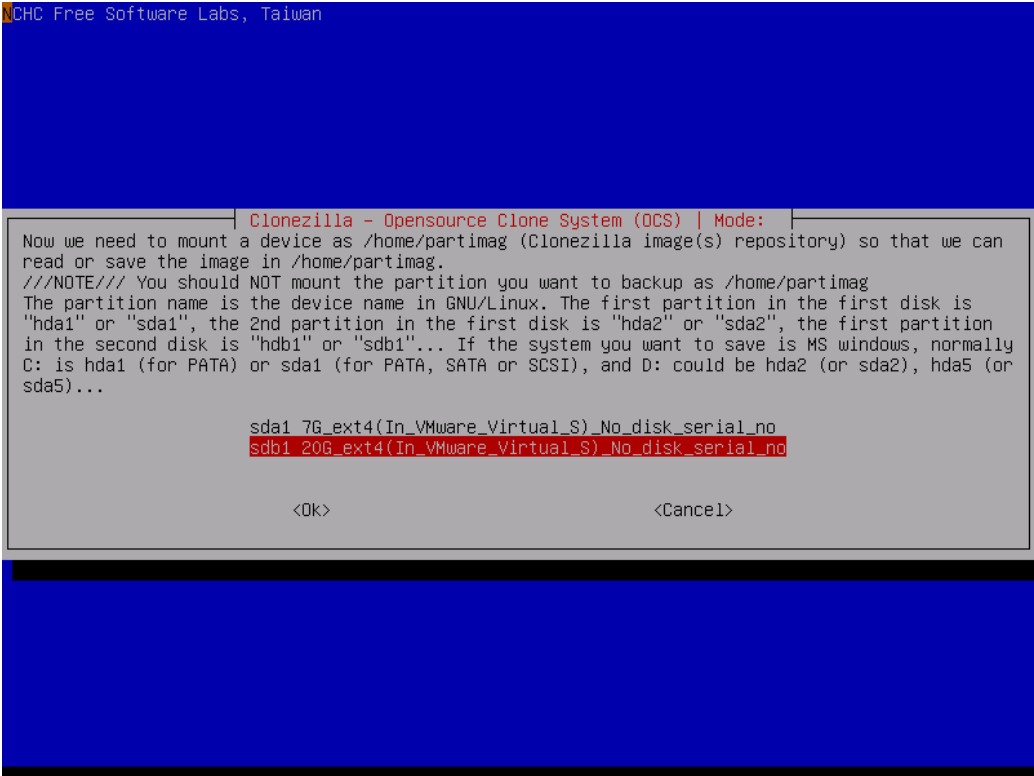 NCHC Free Software Labs, Taiwan
Clonezilla - Opensource Clone System (OCS) | Mode:
Now we need to mount a device as /home/partimag (Clonezilla image(s) repository) so that we can
read or save the image in /home/partimag.
///NOTE/// You should NOT mount the partition you want to backup as /home/partimag
The partition name is the device name in GNU/Linux. The first partition in the first disk is
"hda1" or "sda1", the 2nd partition in the first disk is "hda2" or "sda2", the first partition
in the second disk is "hdb1" or "sdb1"... If the system you want to save is MS windows, normally
C: is hda1 (for PATA) or sda1 (for PATA, SATA or SCSI), and D: could be hda2 (or sda2), hda5 (or
sda5)...
sda1 7G_ext4(In_VMware_Virtual_S)_No_disk_serial_no
sdb1 20G_ext4(In_VMware_Virtual_S)_No_disk_serial_no
<Ok> <Cancel>